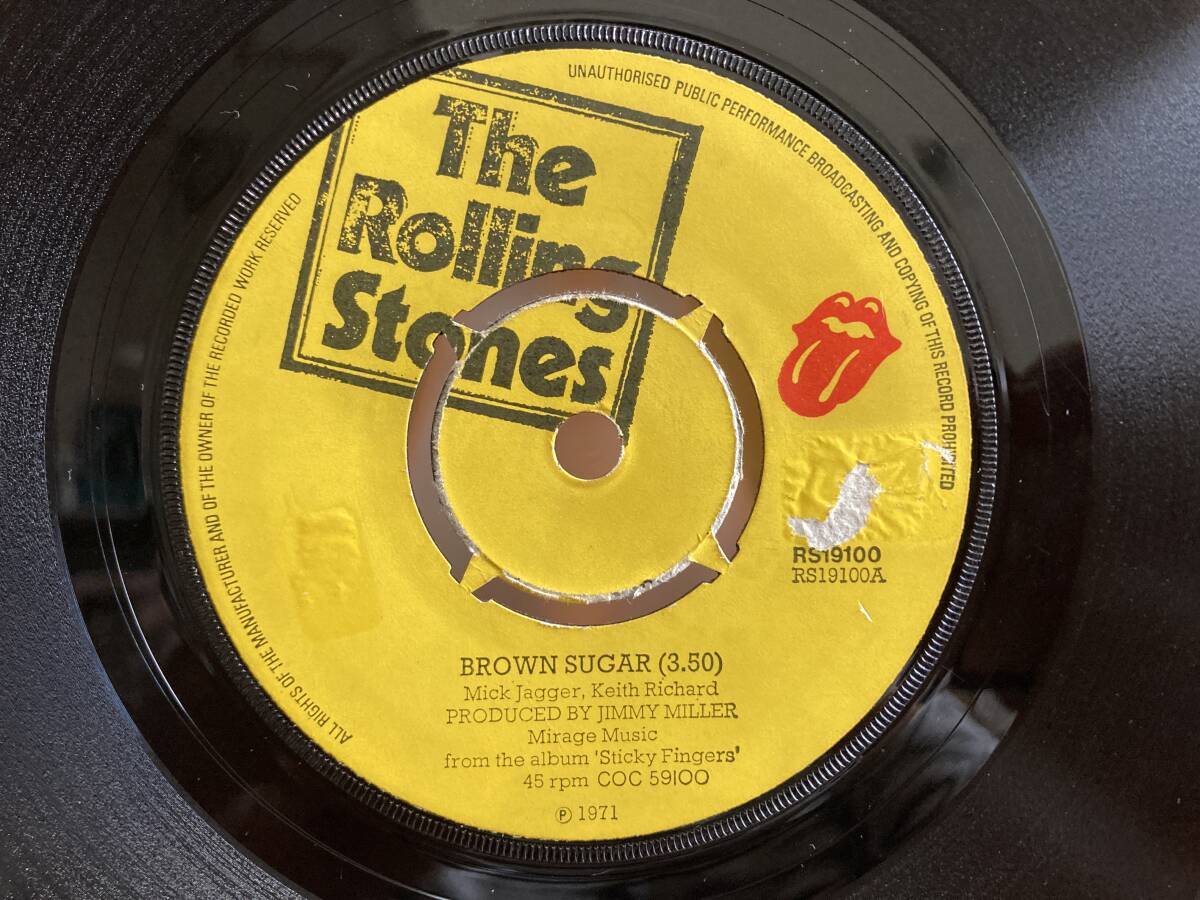 The
Rolling
Stones
UNAUTHORISED PUBLIC PERFORMANCE BROADCASTING AND COPYING OF THIS RECORD PROHIBITED
ALL RIGHTS OF THE MANUFACTURER AND OF THE OWNER OF THE RECORDED WORK RESERVED
RS19100
RS19100A
BROWN SUGAR (3.50)
Mick Jagger, Keith Richard
PRODUCED BY JIMMY MILLER
Mirage Music
from the album 'Sticky Fingers'
45 rpm COC 59100
℗ 1971